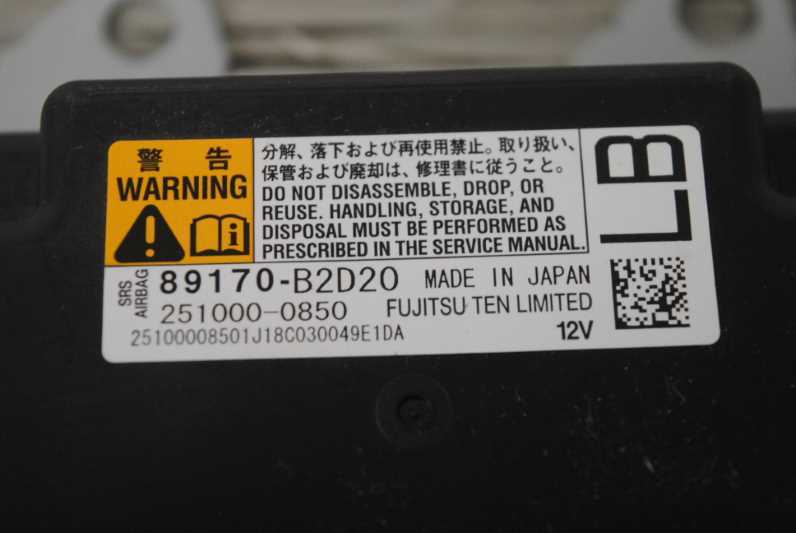 警 告
WARNING
分解、落下および再使用禁止。取り扱い、
保管および廃却は、修理書に従うこと。
DO NOT DISASSEMBLE, DROP, OR
REUSE. HANDLING, STORAGE, AND
DISPOSAL MUST BE PERFORMED AS
PRESCRIBED IN THE SERVICE MANUAL.
LB
SRS
AIRBAG
89170-B2D20 MADE IN JAPAN
251000-0850 FUJITSU TEN LIMITED
25100008501J18C030049E1DA 12V